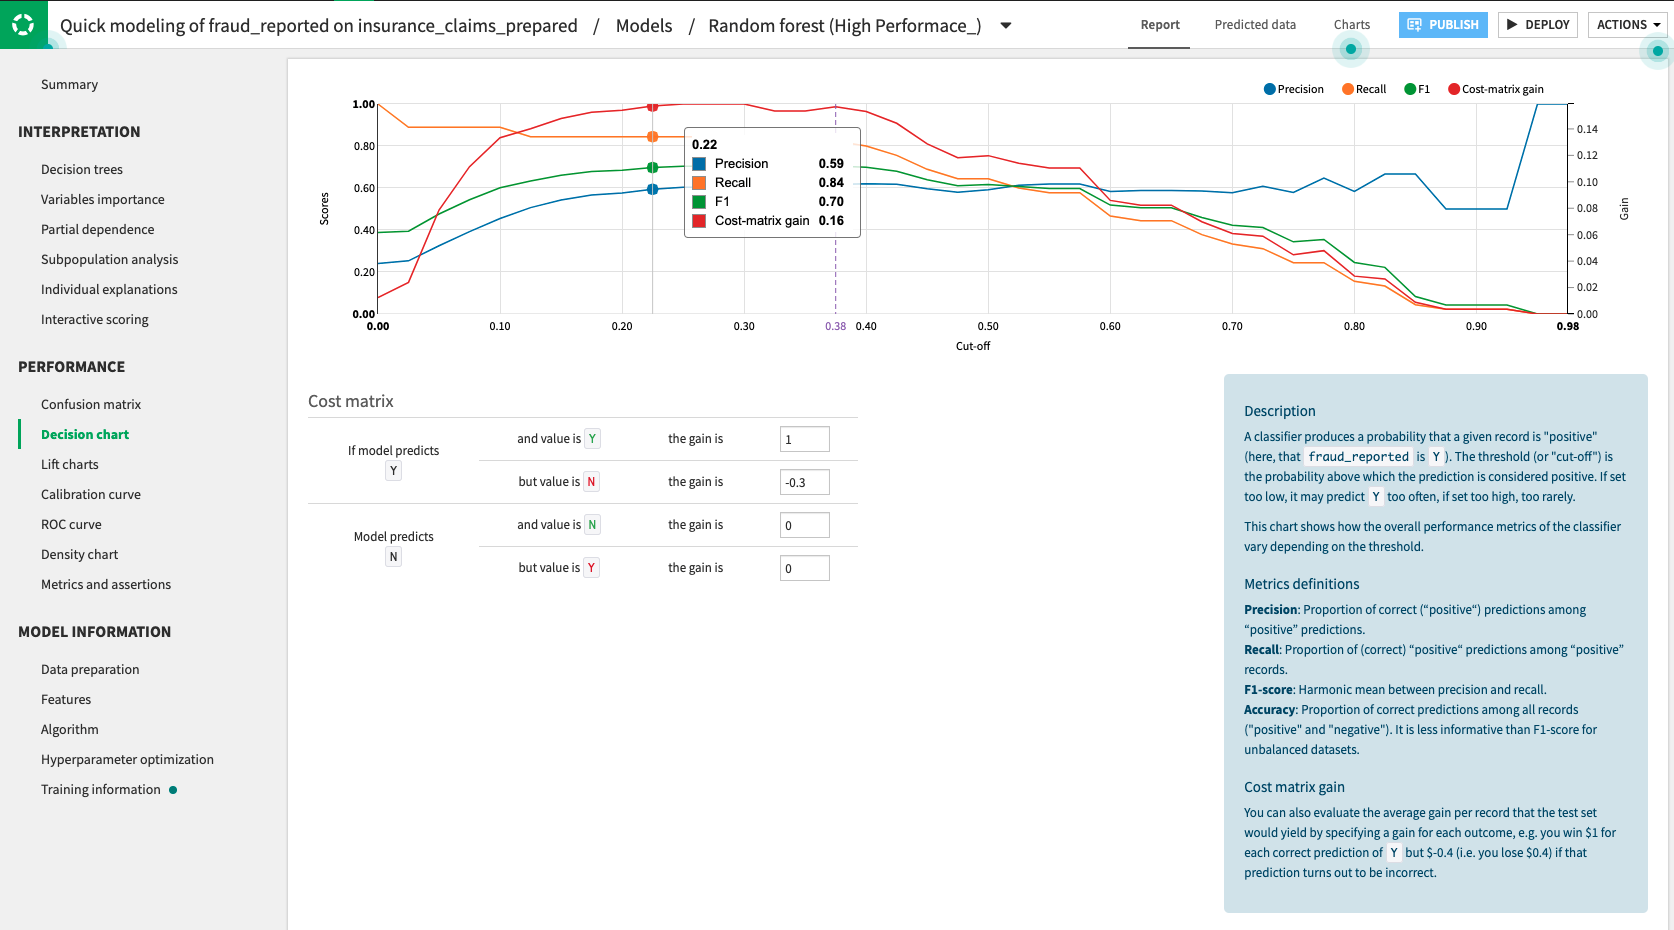 Quick modeling of fraud_reported on insurance_claims_prepared / Models / Random forest (High Performace_)
Report
Predicted data
Charts
PUBLISH
DEPLOY
ACTIONS
Summary
INTERPRETATION
Decision trees
Variables importance
Partial dependence
Subpopulation analysis
Individual explanations
Interactive scoring
PERFORMANCE
Confusion matrix
Decision chart
Lift charts
Calibration curve
ROC curve
Density chart
Metrics and assertions
MODEL INFORMATION
Data preparation
Features
Algorithm
Hyperparameter optimization
Training information
Precision Recall F1 Cost-matrix gain
Scores
1.00
0.80
0.60
0.40
0.20
0.00
0.22
Precision 0.59
Recall 0.84
F1 0.70
Cost-matrix gain 0.16
0.14
0.12
0.10
0.08
0.06
0.04
0.02
0.00
Gain
0.00 0.10 0.20 0.30 0.38 0.40 0.50 0.60 0.70 0.80 0.90 0.98
Cut-off
Cost matrix
If model predicts
Y
and value is Y the gain is 1
but value is N the gain is -0.3
Model predicts
N
and value is N the gain is 0
but value is Y the gain is 0
Description
A classifier produces a probability that a given record is "positive"
(here, that fraud_reported is Y ). The threshold (or "cut-off") is
the probability above which the prediction is considered positive. If set
too low, it may predict Y too often, if set too high, too rarely.
This chart shows how the overall performance metrics of the classifier
vary depending on the threshold.
Metrics definitions
Precision: Proportion of correct (“positive“) predictions among
“positive” predictions.
Recall: Proportion of (correct) “positive“ predictions among “positive”
records.
F1-score: Harmonic mean between precision and recall.
Accuracy: Proportion of correct predictions among all records
("positive" and "negative"). It is less informative than F1-score for
unbalanced datasets.
Cost matrix gain
You can also evaluate the average gain per record that the test set
would yield by specifying a gain for each outcome, e.g. you win $1 for
each correct prediction of Y but $-0.4 (i.e. you lose $0.4) if that
prediction turns out to be incorrect.